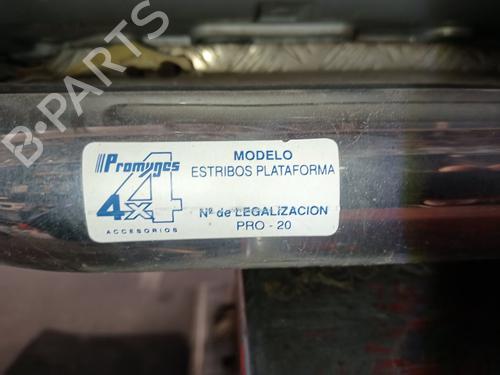 B-PARTS
Promyges
4x4
ACCESORIOS
MODELO
ESTRIBOS PLATAFORMA
Nº de LEGALIZACION
PRO - 20